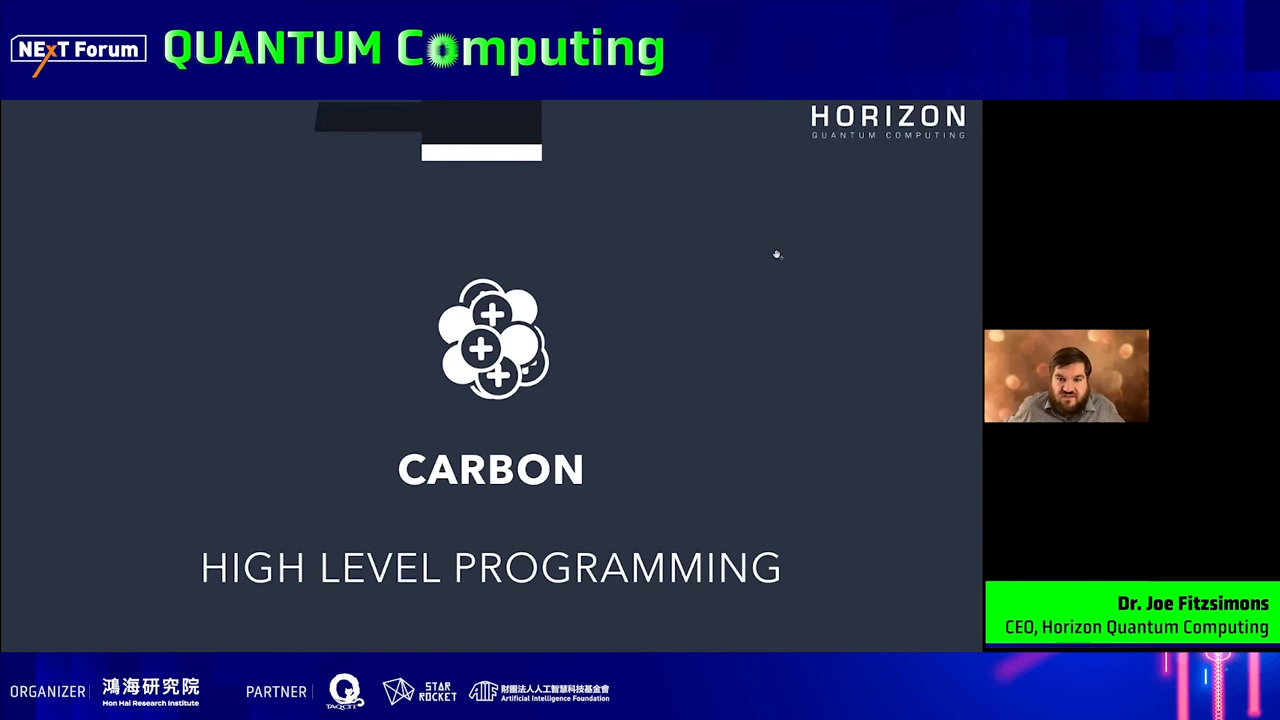 NExT Forum
QUANTUM Computing
HORIZON
QUANTUM COMPUTING
CARBON
HIGH LEVEL PROGRAMMING
Dr. Joe Fitzsimons
CEO, Horizon Quantum Computing
ORGANIZER
鴻海研究院
Hon Hai Research Institute
PARTNER
TAQCIT
STAR
ROCKET
AIF
財團法人人工智慧科技基金會
Artificial Intelligence Foundation